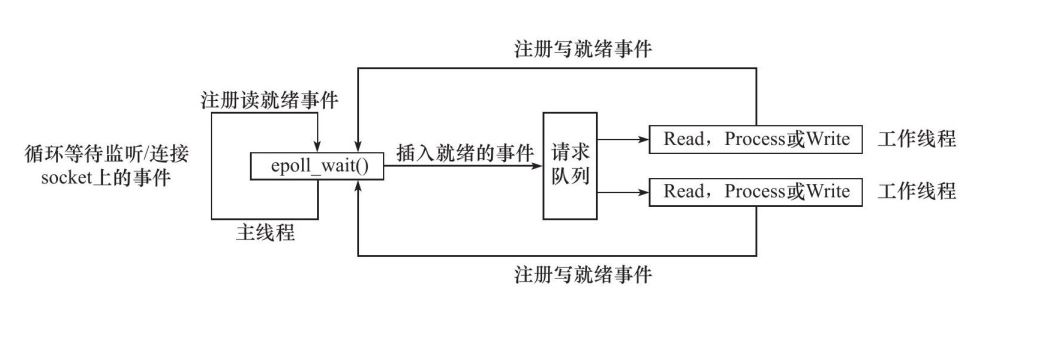 注册写就绪事件
注册读就绪事件
循环等待监听/连接
socket上的事件
epoll_wait()
插入就绪的事件
请求
队列
Read，Process或Write
工作线程
Read，Process或Write
工作线程
主线程
注册写就绪事件